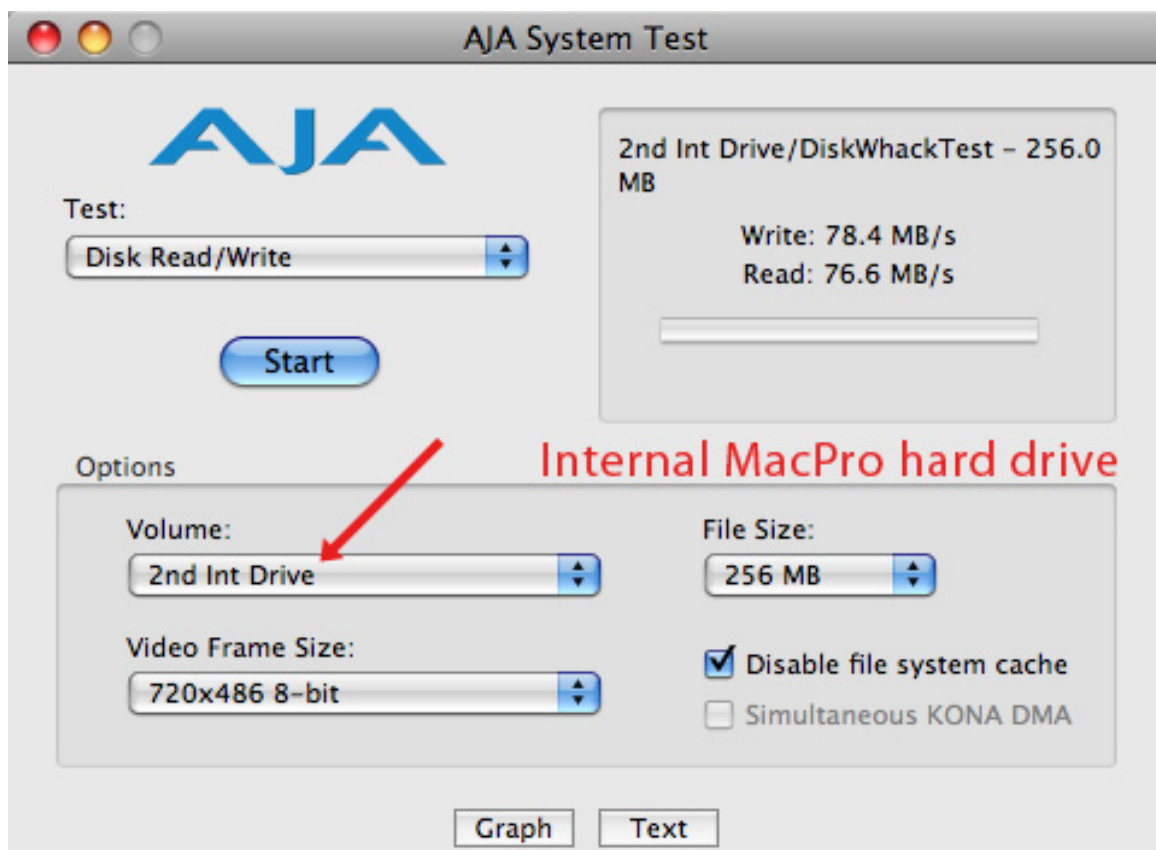 AJA System Test
AJA
Test:
Disk Read/Write
Start
2nd Int Drive/DiskWhackTest – 256.0
MB
Write: 78.4 MB/s
Read: 76.6 MB/s
Internal MacPro hard drive
Options
Volume:
2nd Int Drive
File Size:
256 MB
Video Frame Size:
720x486 8-bit
Disable file system cache
Simultaneous KONA DMA
Graph
Text